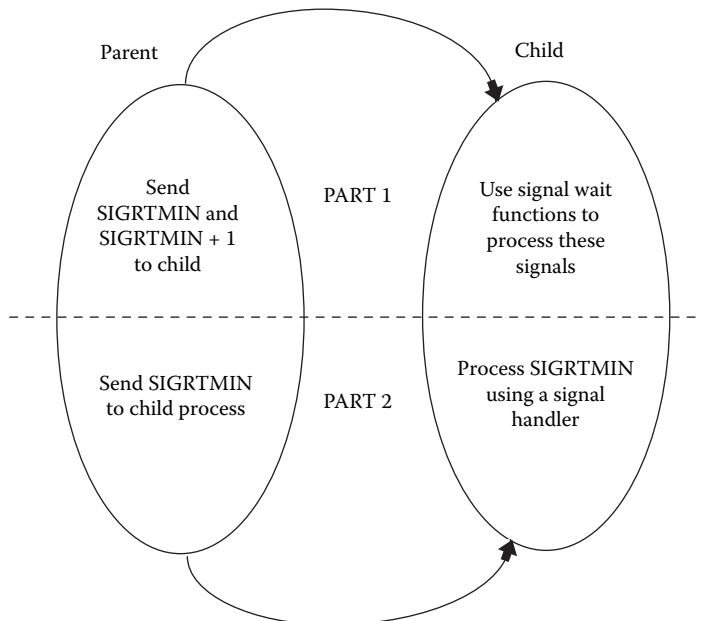 Parent
Child
Send
SIGRTMIN and
SIGRTMIN + 1
to child
PART 1
Use signal wait
functions to
process these
signals
Send SIGRTMIN
to child process
PART 2
Process SIGRTMIN
using a signal
handler